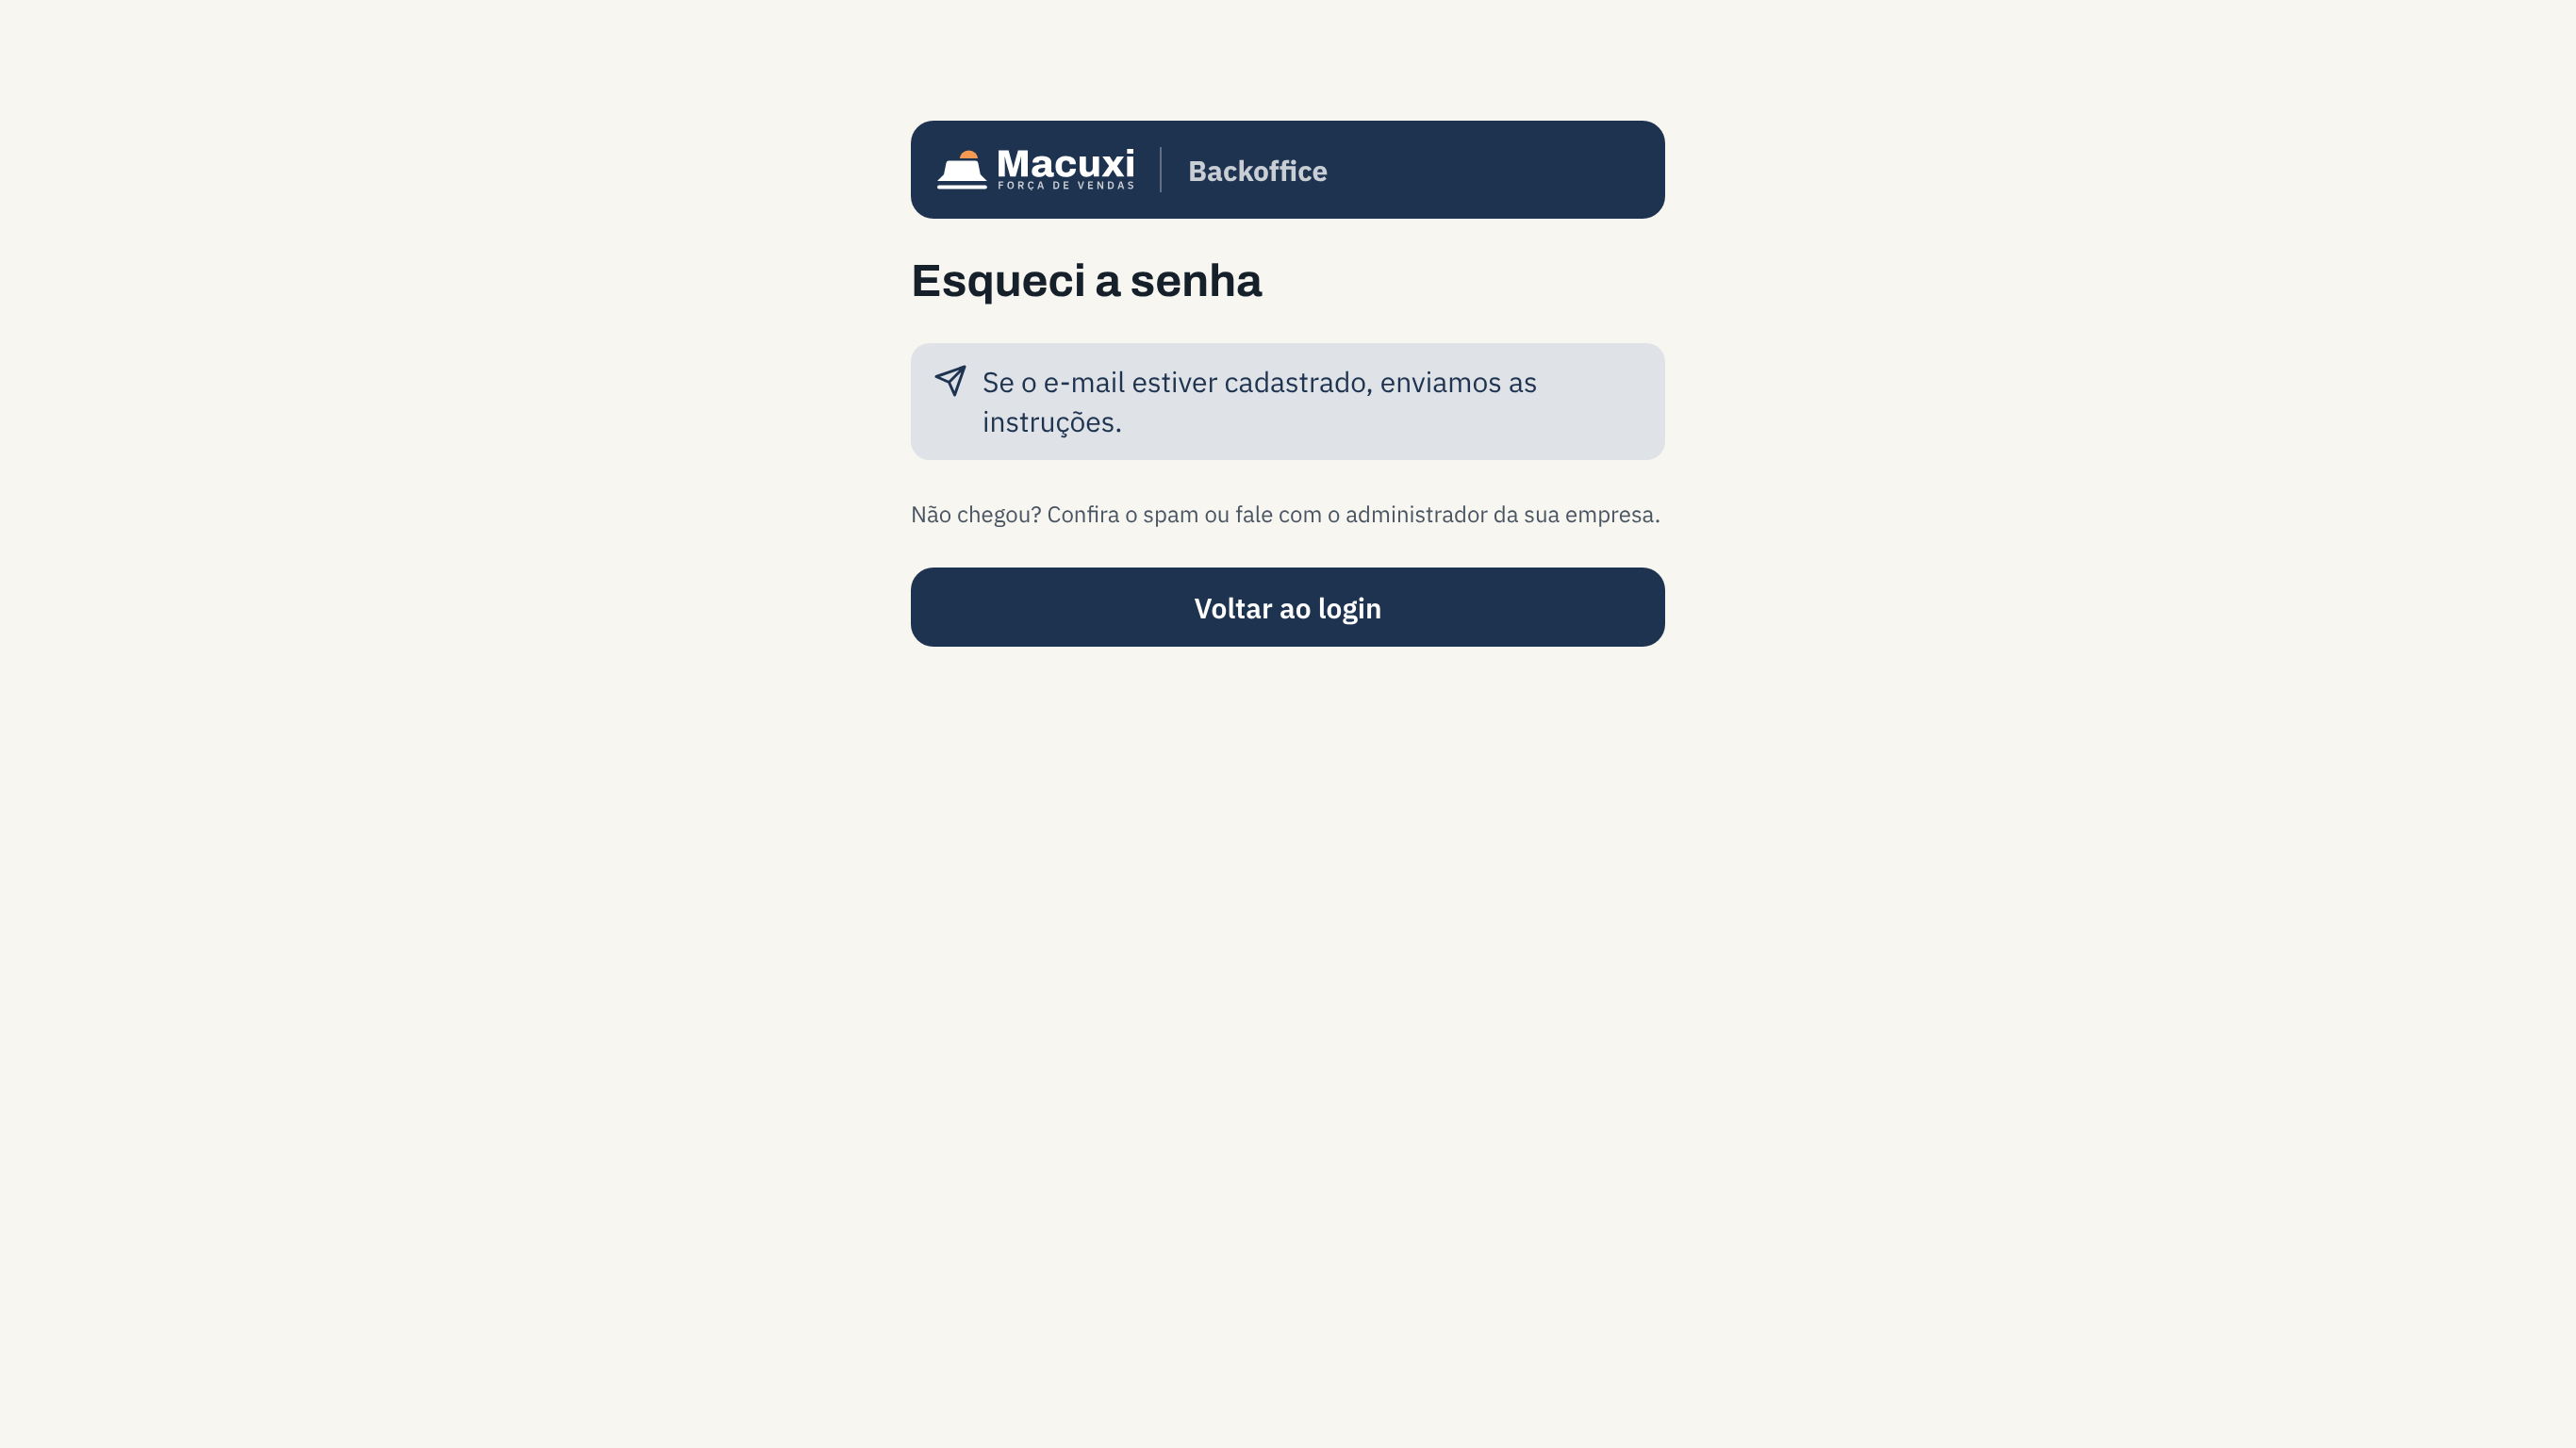 Macuxi
FORÇA DE VENDAS
Backoffice
Esqueci a senha
Se o e-mail estiver cadastrado, enviamos as
instruções.
Não chegou? Confira o spam ou fale com o administrador da sua empresa.
Voltar ao login